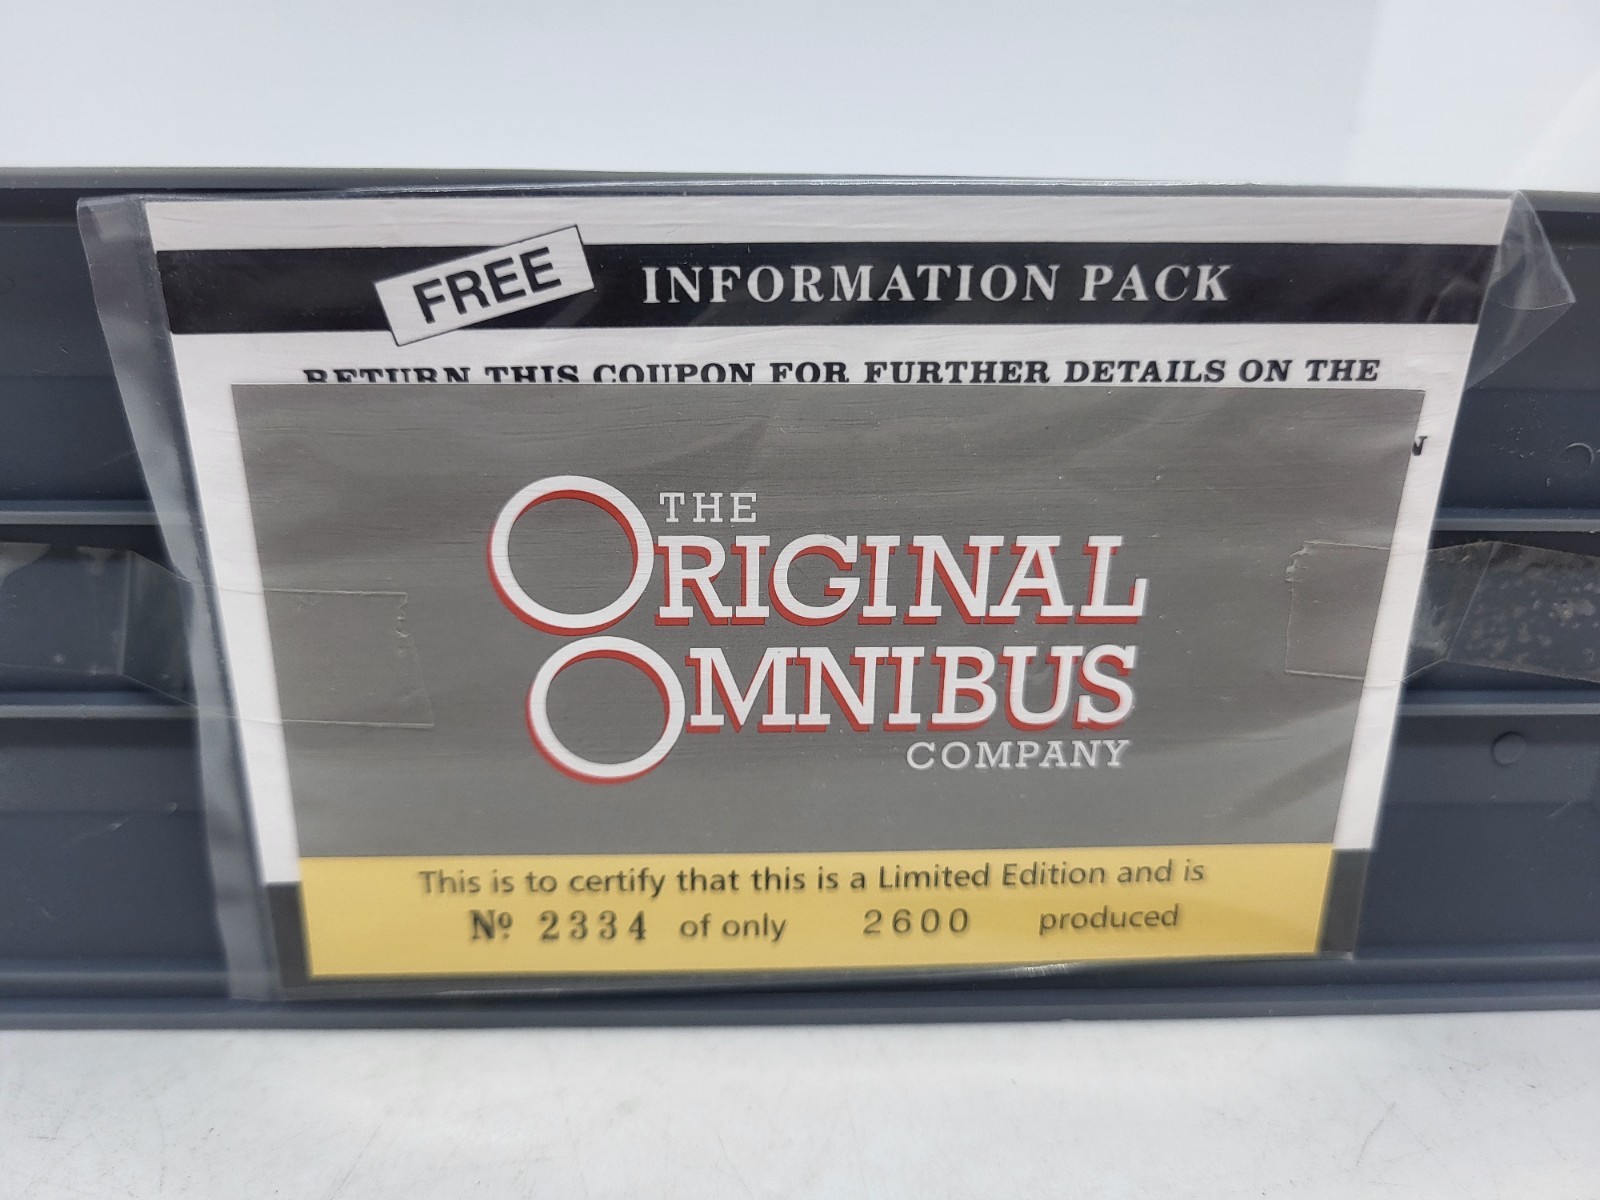 FREE INFORMATION PACK
RETURN THIS COUPON FOR FURTHER DETAILS ON THE
THE
ORIGINAL
OMNIBUS
COMPANY
This is to certify that this is a Limited Edition and is
Nº 2334 of only 2600 produced